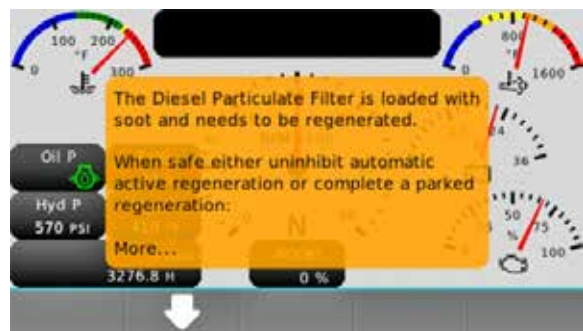 100 200
°F
0 300
800
°F
0 1600
The Diesel Particulate Filter is loaded with
soot and needs to be regenerated.
24
36
Oil P
When safe either uninhibit automatic
active regeneration or complete a parked
regeneration:
Hyd P
570 PSI
N
50
75
%
100
More...
3276.8 H
0 %